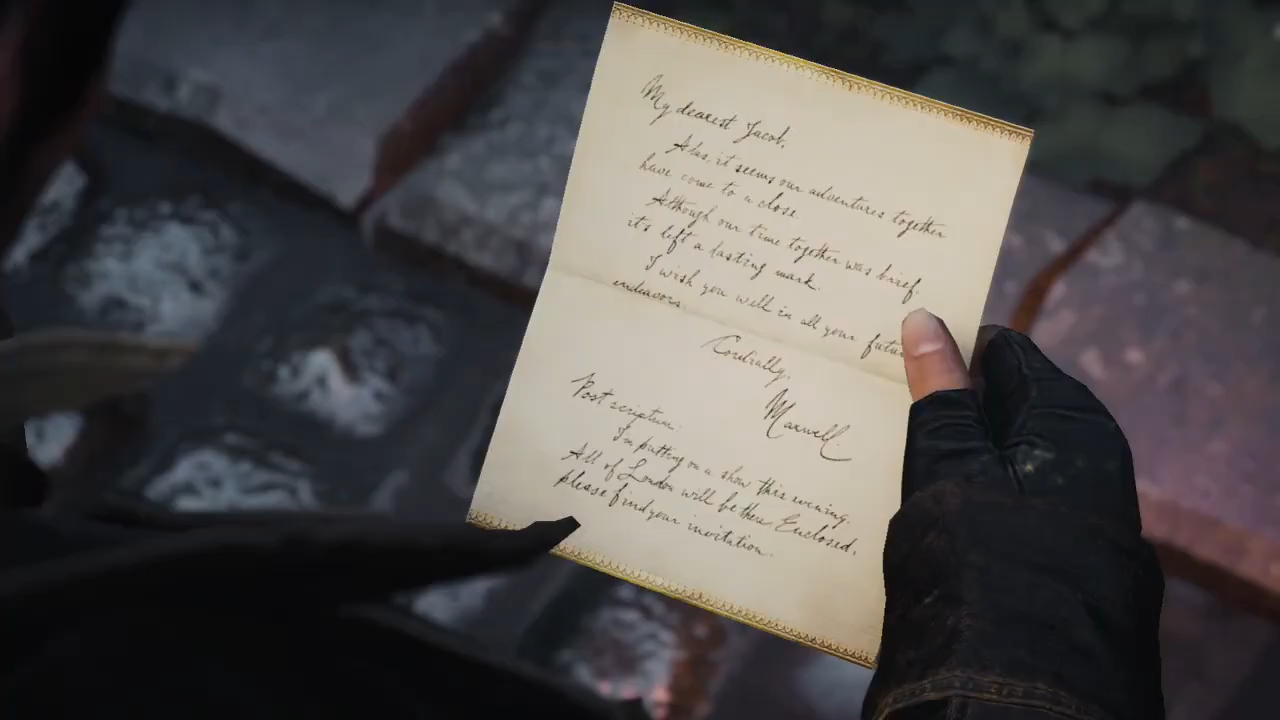 My dearest Jacob,
Alas, it seems our adventures together
have come to a close.
Although our time together was brief,
it's left a lasting mark.
I wish you well in all your futur
endeavors.
Cordially,
Maxwell
Post scriptum:
I'm putting on a show this evening.
All of London will be there. Enclosed,
please find your invitation.